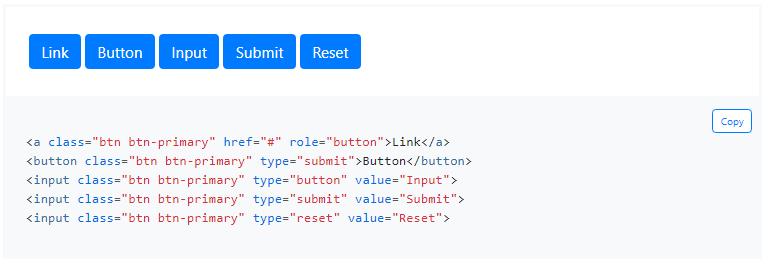 Link Button Input Submit Reset
Copy
<a class="btn btn-primary" href="#" role="button">Link</a>
<button class="btn btn-primary" type="submit">Button</button>
<input class="btn btn-primary" type="button" value="Input">
<input class="btn btn-primary" type="submit" value="Submit">
<input class="btn btn-primary" type="reset" value="Reset">